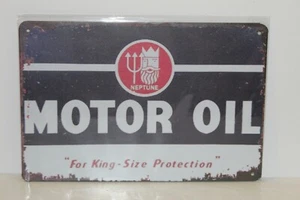 NEPTUNE
MOTOR OIL
"For King-Size Protection"